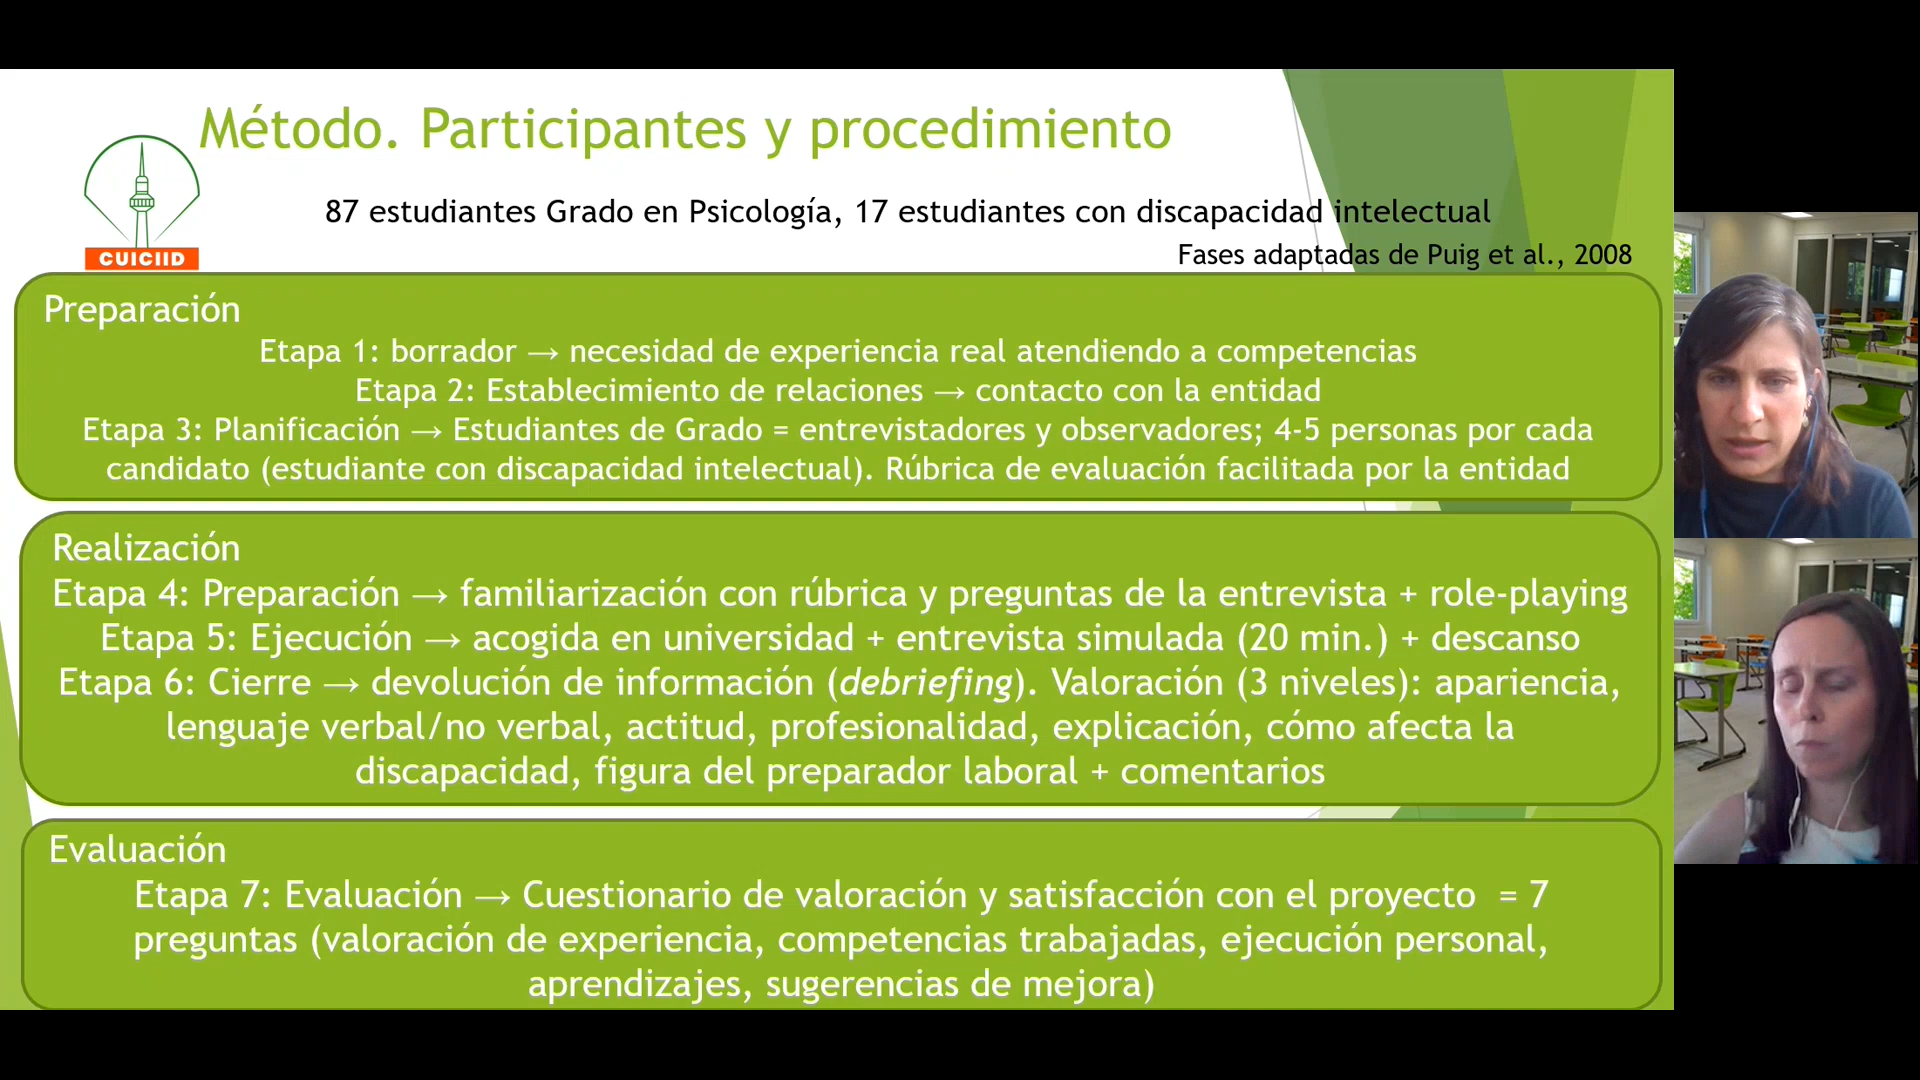 Método. Participantes y procedimiento
CUICIID
87 estudiantes Grado en Psicología, 17 estudiantes con discapacidad intelectual
Fases adaptadas de Puig et al., 2008
Preparación
Etapa 1: borrador → necesidad de experiencia real atendiendo a competencias
Etapa 2: Establecimiento de relaciones → contacto con la entidad
Etapa 3: Planificación → Estudiantes de Grado = entrevistadores y observadores; 4-5 personas por cada
candidato (estudiante con discapacidad intelectual). Rúbrica de evaluación facilitada por la entidad
Realización
Etapa 4: Preparación → familiarización con rúbrica y preguntas de la entrevista + role-playing
Etapa 5: Ejecución → acogida en universidad + entrevista simulada (20 min.) + descanso
Etapa 6: Cierre → devolución de información (debriefing). Valoración (3 niveles): apariencia,
lenguaje verbal/no verbal, actitud, profesionalidad, explicación, cómo afecta la
discapacidad, figura del preparador laboral + comentarios
Evaluación
Etapa 7: Evaluación → Cuestionario de valoración y satisfacción con el proyecto = 7
preguntas (valoración de experiencia, competencias trabajadas, ejecución personal,
aprendizajes, sugerencias de mejora)